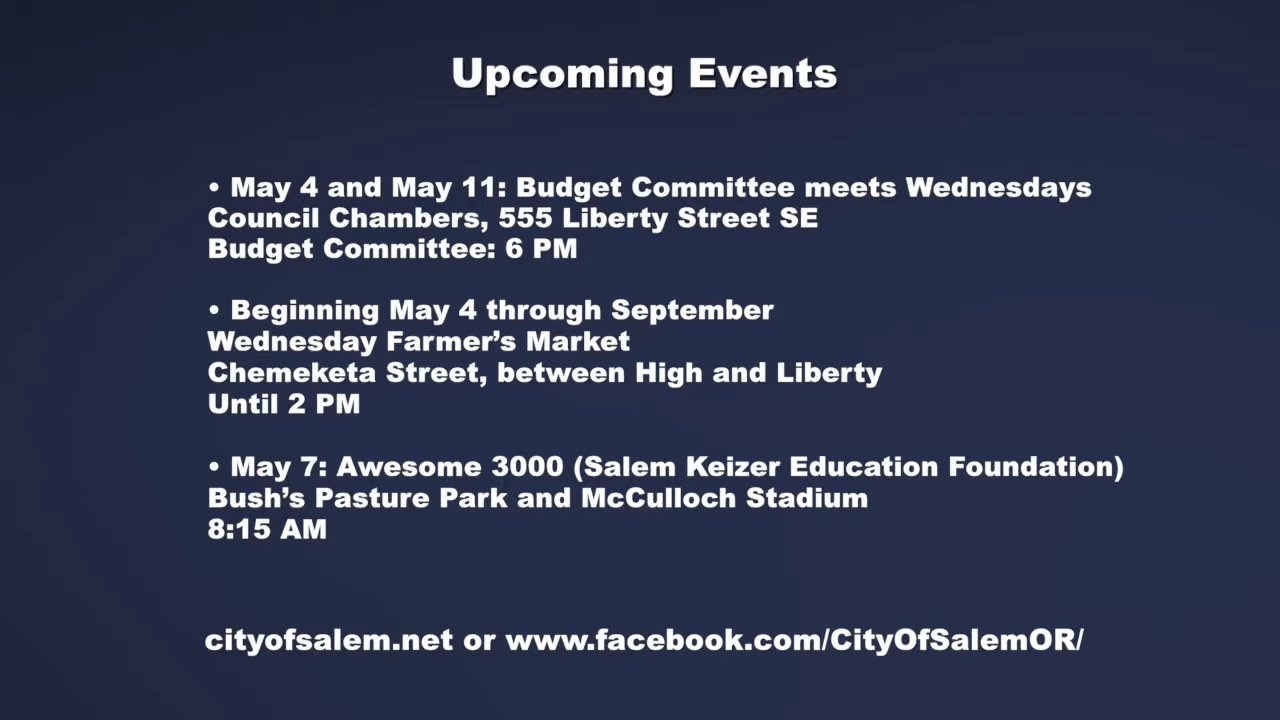 Upcoming Events
• May 4 and May 11: Budget Committee meets Wednesdays
Council Chambers, 555 Liberty Street SE
Budget Committee: 6 PM
• Beginning May 4 through September
Wednesday Farmer’s Market
Chemeketa Street, between High and Liberty
Until 2 PM
• May 7: Awesome 3000 (Salem Keizer Education Foundation)
Bush’s Pasture Park and McCulloch Stadium
8:15 AM
cityofsalem.net or www.facebook.com/CityOfSalemOR/